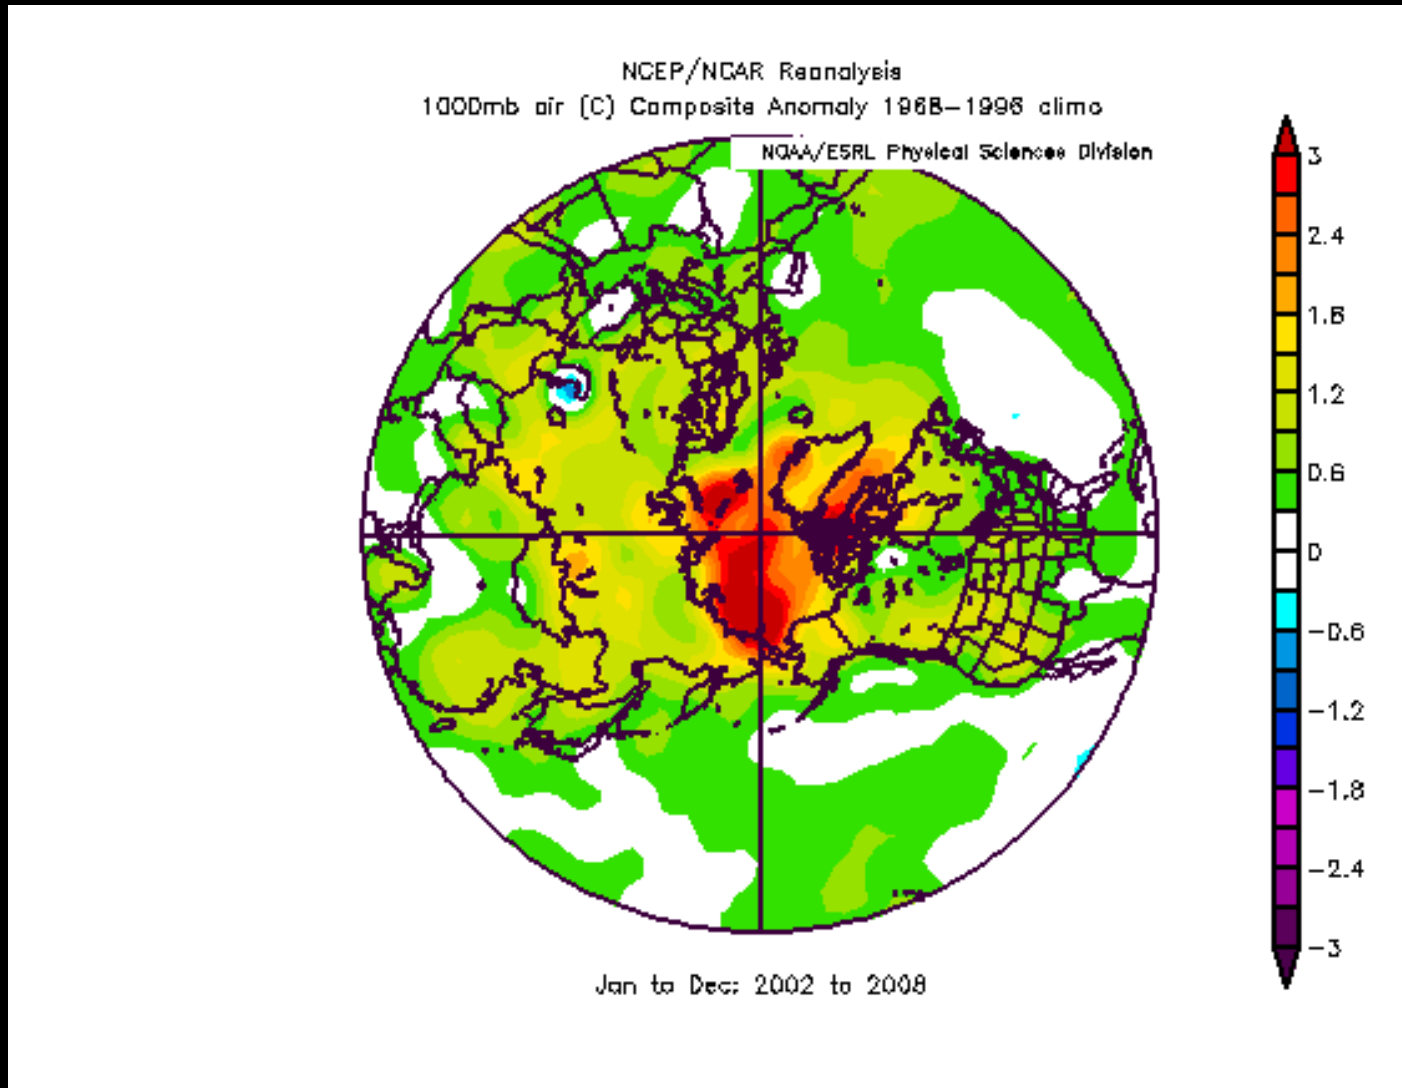 NCEP/NCAR Reanalysis
1000mb air (C) Composite Anomaly 1968-1996 climo
NOAA/ESRL Physical Sciences Division
3
2.4
1.8
1.2
0.6
0
-0.6
-1.2
-1.8
-2.4
-3
Jan to Dec: 2002 to 2008